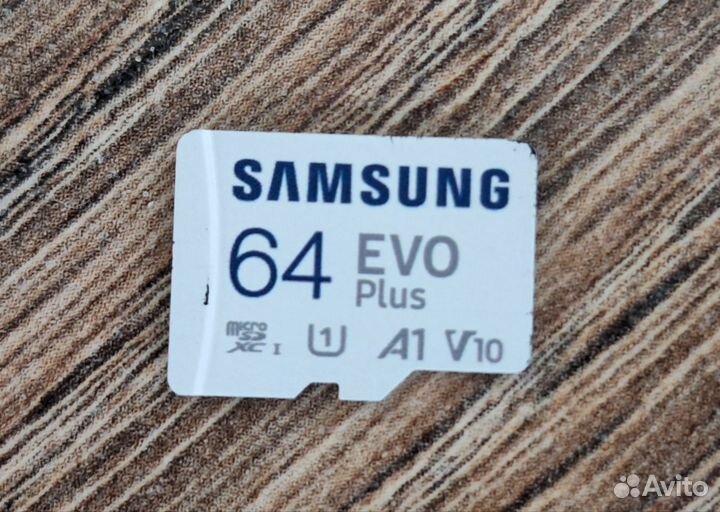 SAMSUNG
64 EVO
Plus
micro SD XC I U1 A1 V10
Avito